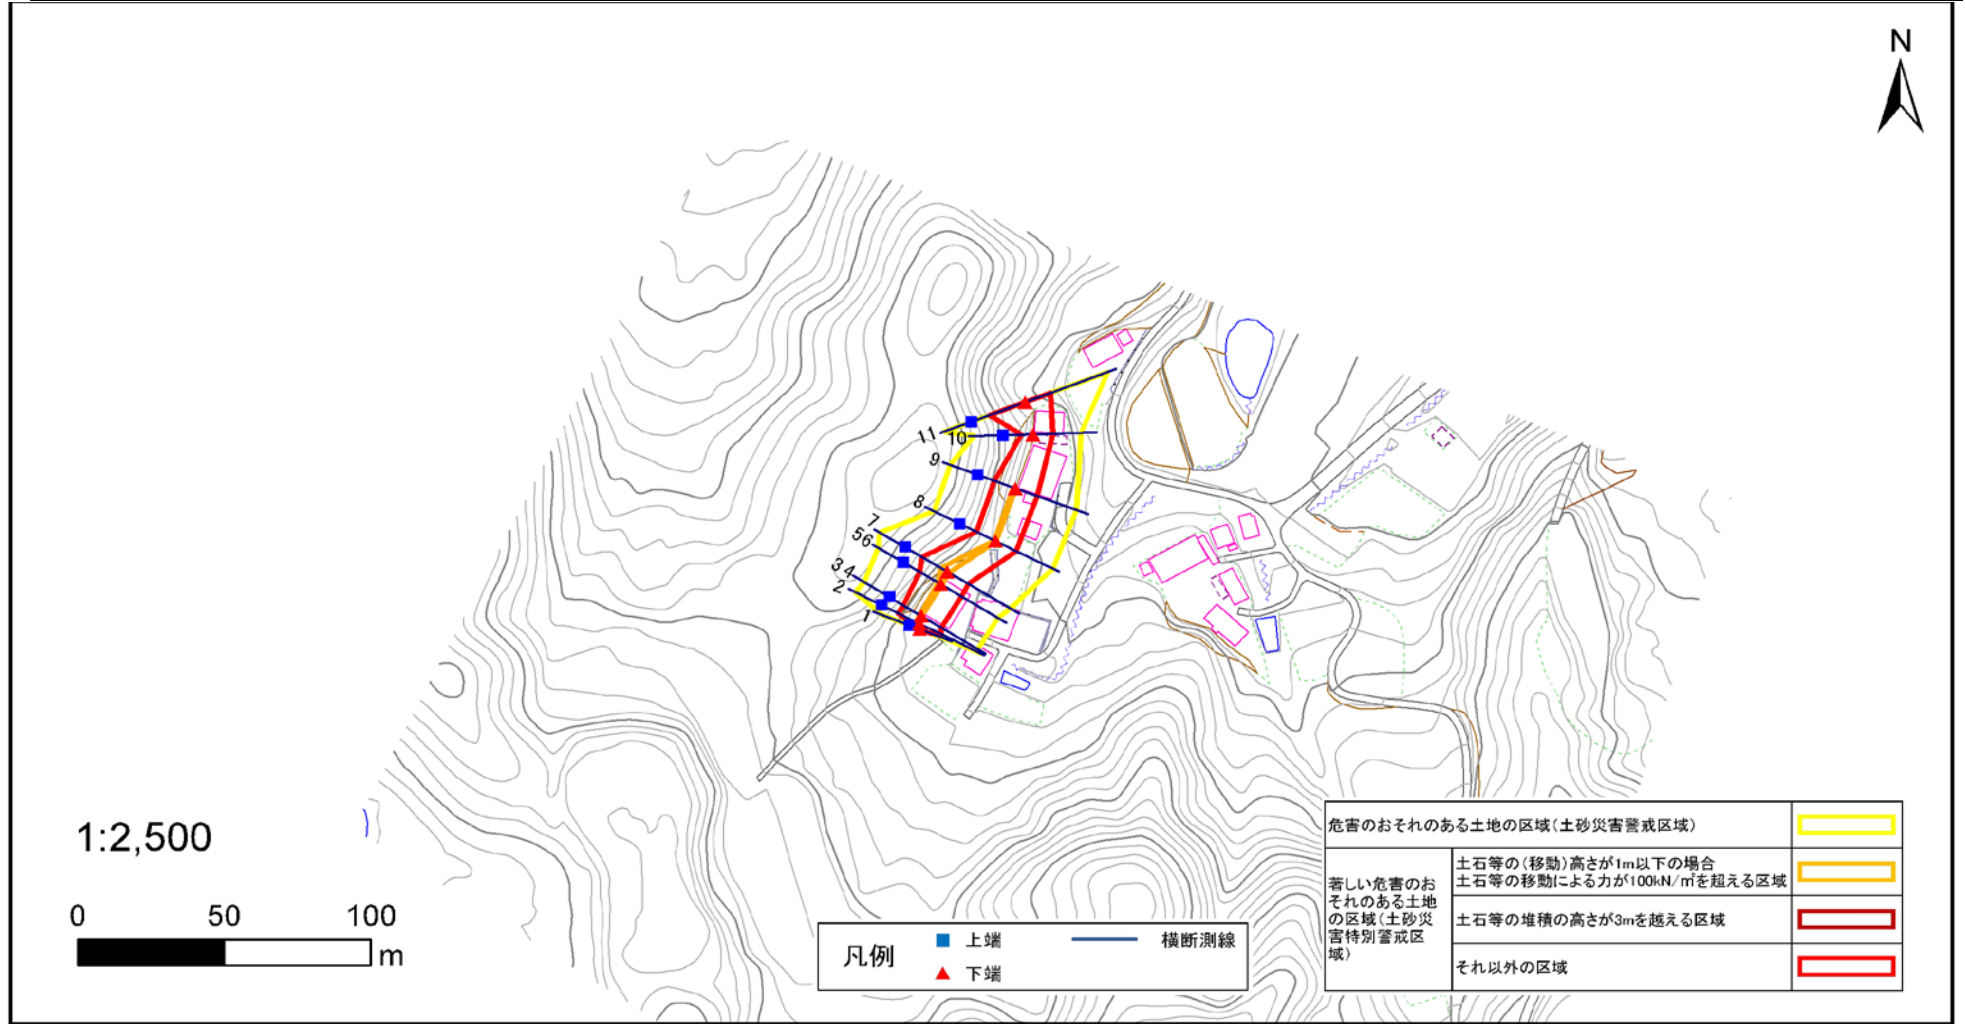 N
11
10
9
8
7
56
34
2
1
1:2,500
0 50 100
m
凡例
上端
横断測線
下端
危害のおそれのある土地の区域(土砂災害警戒区域)
著しい危害のお
それのある土地
の区域(土砂災
害特別警戒区
域)
土石等の(移動)高さが1m以下の場合
土石等の移動による力が100kN/㎡を超える区域
土石等の堆積の高さが3mを越える区域
それ以外の区域